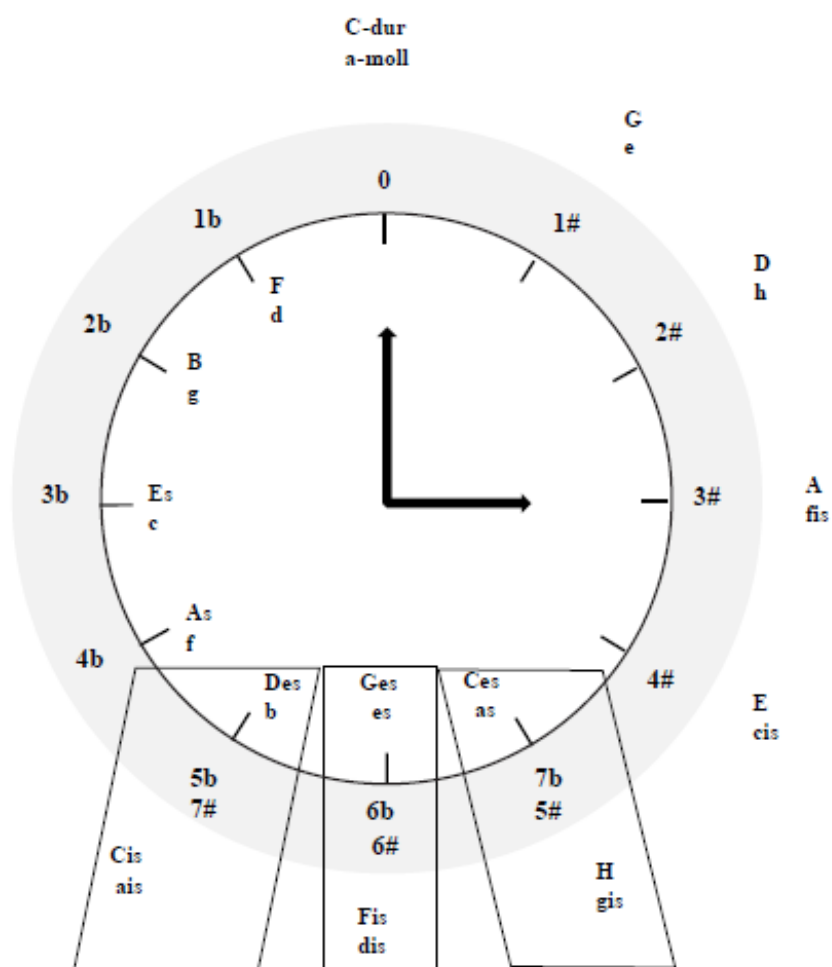 C-dur
a-moll
G
e
0
1b
1#
D
h
F
d
2b
2#
B
g
3b
Es
c
3#
A
fis
As
f
4b
4#
Des
b
Ges
es
Ces
as
E
cis
5b
7#
6b
6#
7b
5#
Cis
ais
H
gis
Fis
dis